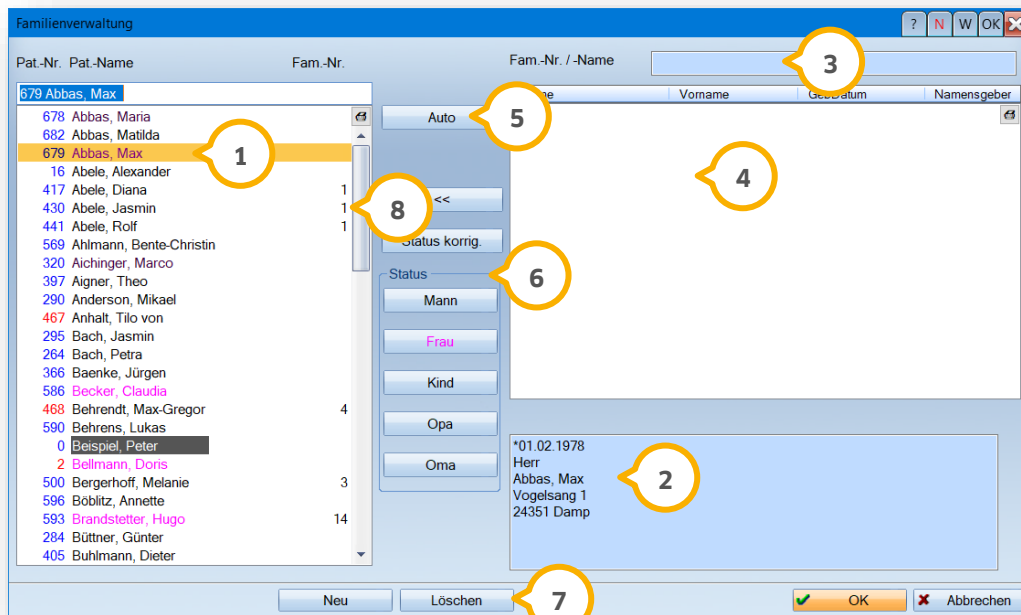 Familienverwaltung ? N W OK
Pat.-Nr. Pat.-Name Fam.-Nr. Fam.-Nr. / -Name 3
679 Abbas, Max
Vorname Namensgeber
678 Abbas, Maria
682 Abbas, Matilda
679 Abbas, Max
16 Abele, Alexander
417 Abele, Diana 1
430 Abele, Jasmin 1
441 Abele, Rolf 1
569 Ahlmann, Bente-Christin
320 Aichinger, Marco
397 Aigner, Theo
290 Anderson, Mikael
467 Anhalt, Tilo von
295 Bach, Jasmin
264 Bach, Petra
366 Baenke, Jürgen
586 Becker, Claudia
468 Behrendt, Max-Gregor 4
590 Behrens, Lukas
0 Beispiel, Peter
2 Bellmann, Doris
500 Bergerhoff, Melanie 3
596 Böblitz, Annette
593 Brandstetter, Hugo 14
284 Büttner, Günter
405 Buhlmann, Dieter
1
8
Auto 5
<<
Status korrig.
Status 6
Mann
Frau
Kind
Opa
Oma
4
*01.02.1978
Herr
Abbas, Max
Vogelsang 1
24351 Damp
2
Neu Löschen 7 OK Abbrechen